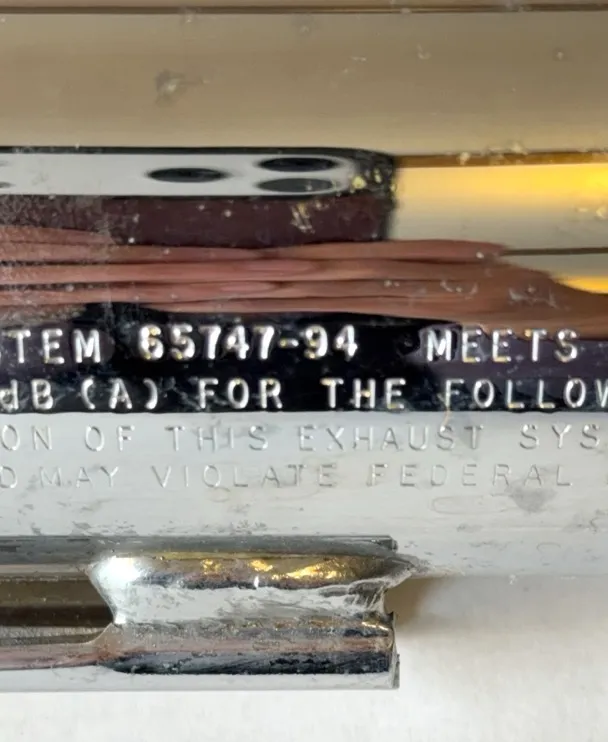 STEM 65747-94 MEETS
dB (A) FOR THE FOLLOW
ON OF THIS EXHAUST SYS
D MAY VIOLATE FEDERAL